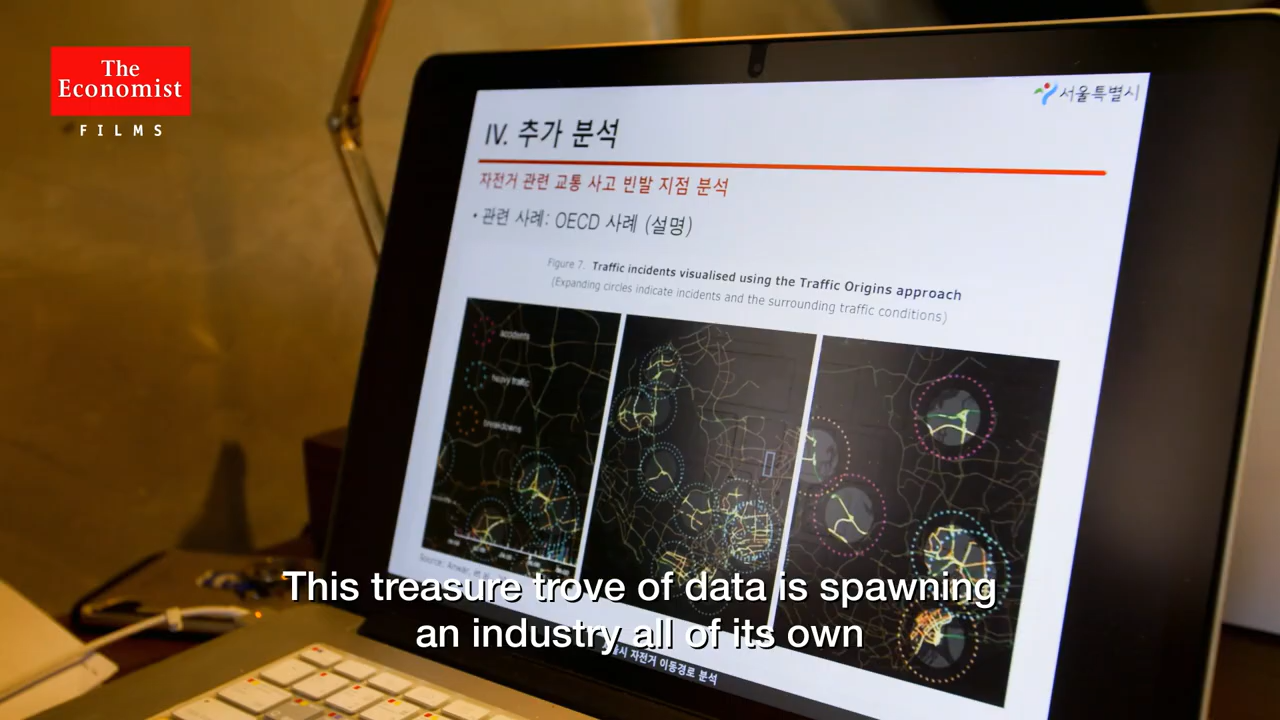 The
Economist
FILMS
서울특별시
IV. 추가 분석
자전거 관련 교통 사고 빈발 지점 분석
• 관련 사례: OECD 사례 (설명)
Figure 7. Traffic incidents visualised using the Traffic Origins approach
(Expanding circles indicate incidents and the surrounding traffic conditions)
accidents
heavy traffic
breakdowns
Source: Anwar,
This treasure trove of data is spawning
an industry all of its own
자전거 이동경로 분석